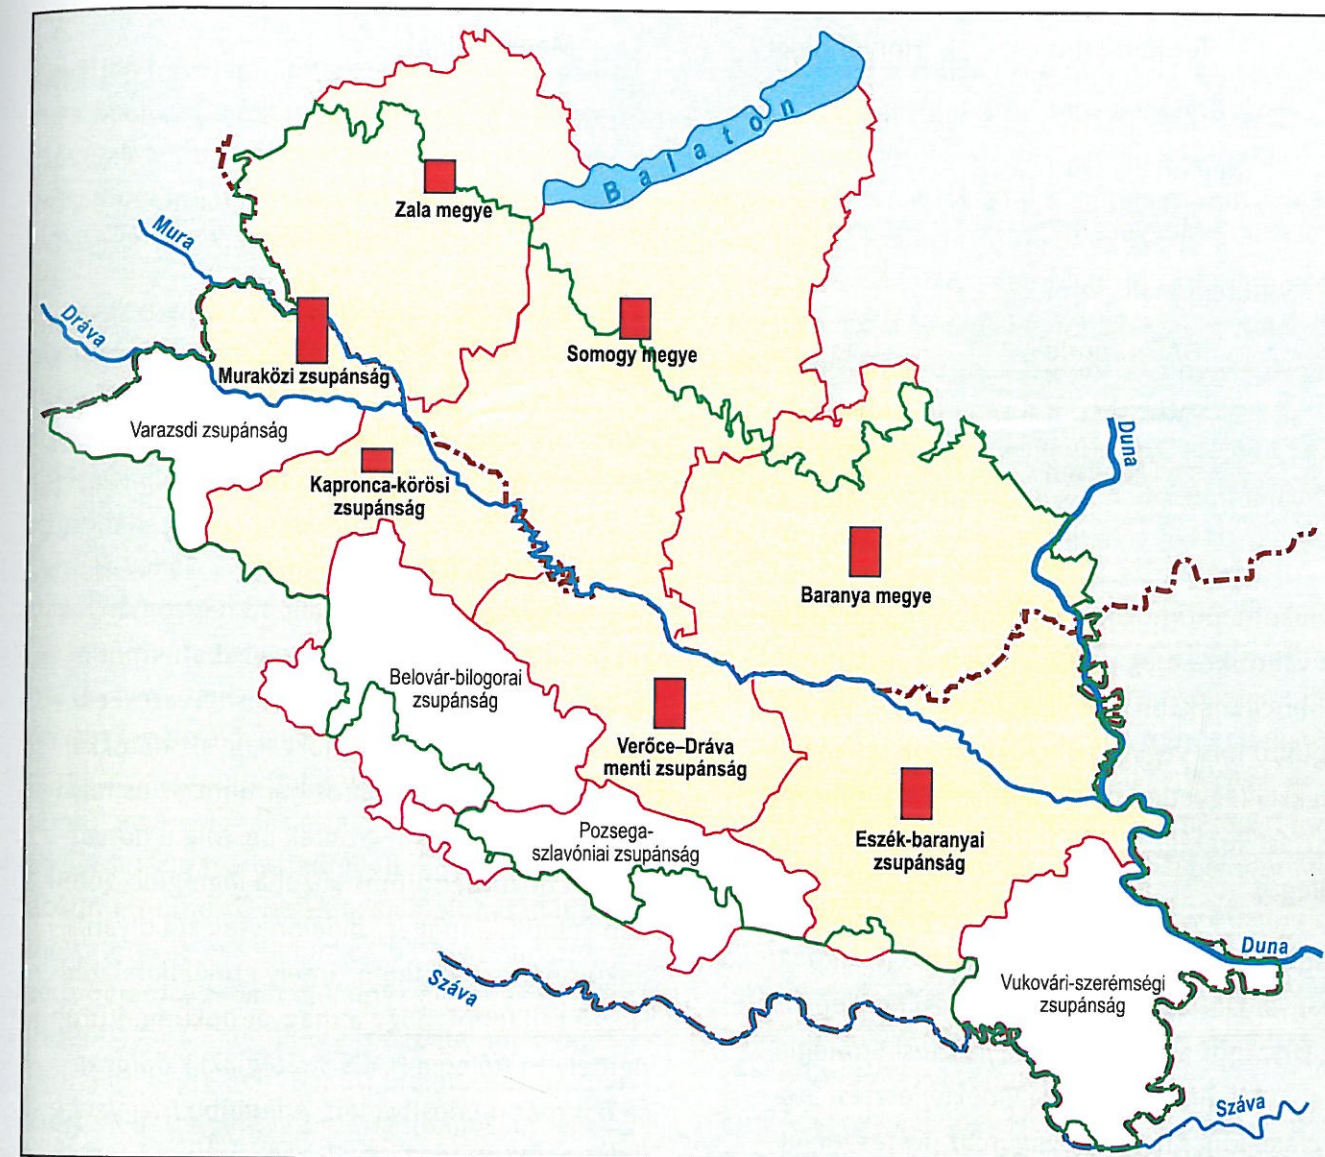 Balaton
Zala megye
Mura
Dráva
Somogy megye
Muraközi zsupánság
Varazsdi zsupánság
Duna
Kapronca-körösi
zsupánság
Baranya megye
Belovár-bilogorai
zsupánság
Verőce–Dráva
menti zsupánság
Pozsega-
szlavóniai zsupánság
Eszék-baranyai
zsupánság
Duna
Száva
Vukovári-szerémségi
zsupánság
Száva